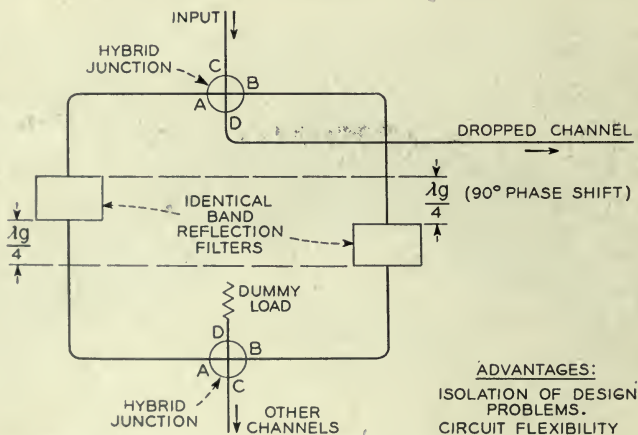 INPUT
HYBRID
JUNCTION
C
A
B
D
DROPPED CHANNEL
IDENTICAL
BAND
REFLECTION
FILTERS
λg
4
(90° PHASE SHIFT)
λg
4
DUMMY
LOAD
D
A
B
C
HYBRID
JUNCTION
OTHER
CHANNELS
ADVANTAGES:
ISOLATION OF DESIGN
PROBLEMS.
CIRCUIT FLEXIBILITY